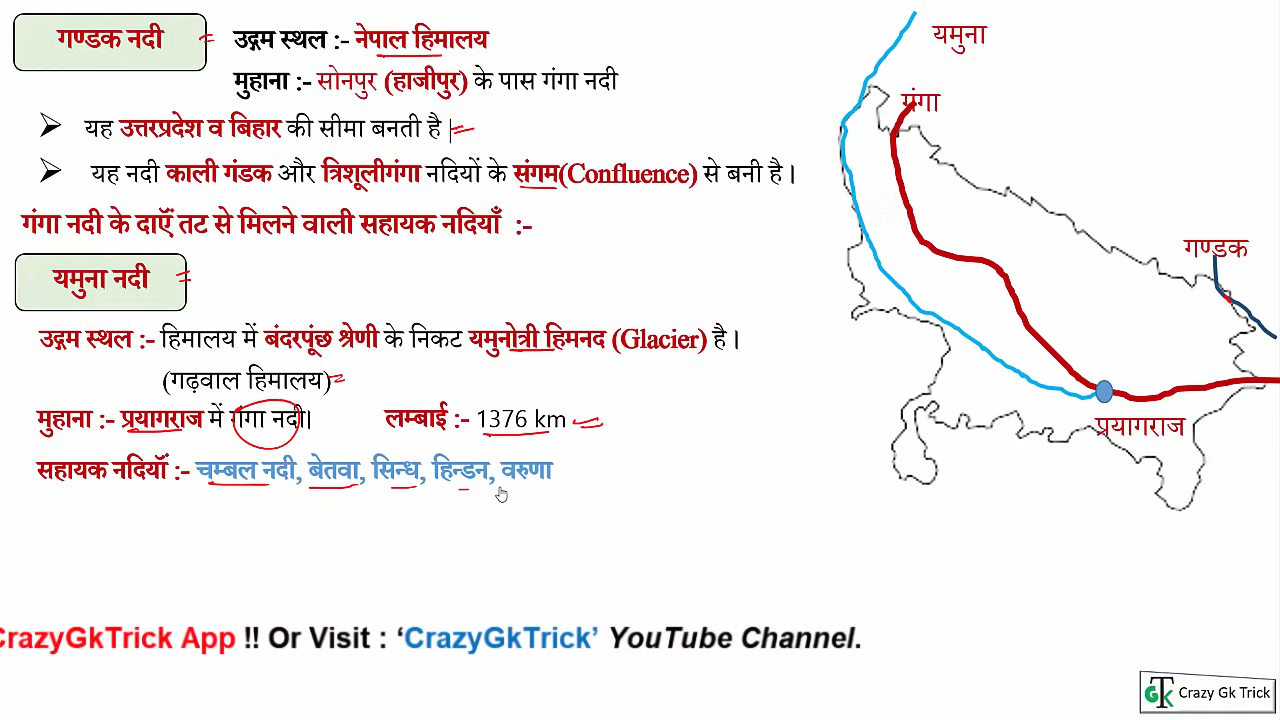 गण्डक नदी
उद्गम स्थल :- नेपाल हिमालय
मुहाना :- सोनपुर (हाजीपुर) के पास गंगा नदी
➢ यह उत्तरप्रदेश व बिहार की सीमा बनती है |
➢ यह नदी काली गंडक और त्रिशूलीगंगा नदियों के संगम(Confluence) से बनी है।
गंगा नदी के दाएॅं तट से मिलने वाली सहायक नदियाँ :-
यमुना नदी
उद्गम स्थल :- हिमालय में बंदरपूंछ श्रेणी के निकट यमुनोत्री हिमनद (Glacier) है।
(गढ़वाल हिमालय)
मुहाना :- प्रयागराज में गंगा नदी।
लम्बाई :- 1376 km
सहायक नदियॉं :- चम्बल नदी, बेतवा, सिन्ध, हिन्डन, वरुणा
यमुना
गंगा
गण्डक
प्रयागराज
CrazyGkTrick App !! Or Visit : ‘CrazyGkTrick’ YouTube Channel.
GTK Crazy Gk Trick